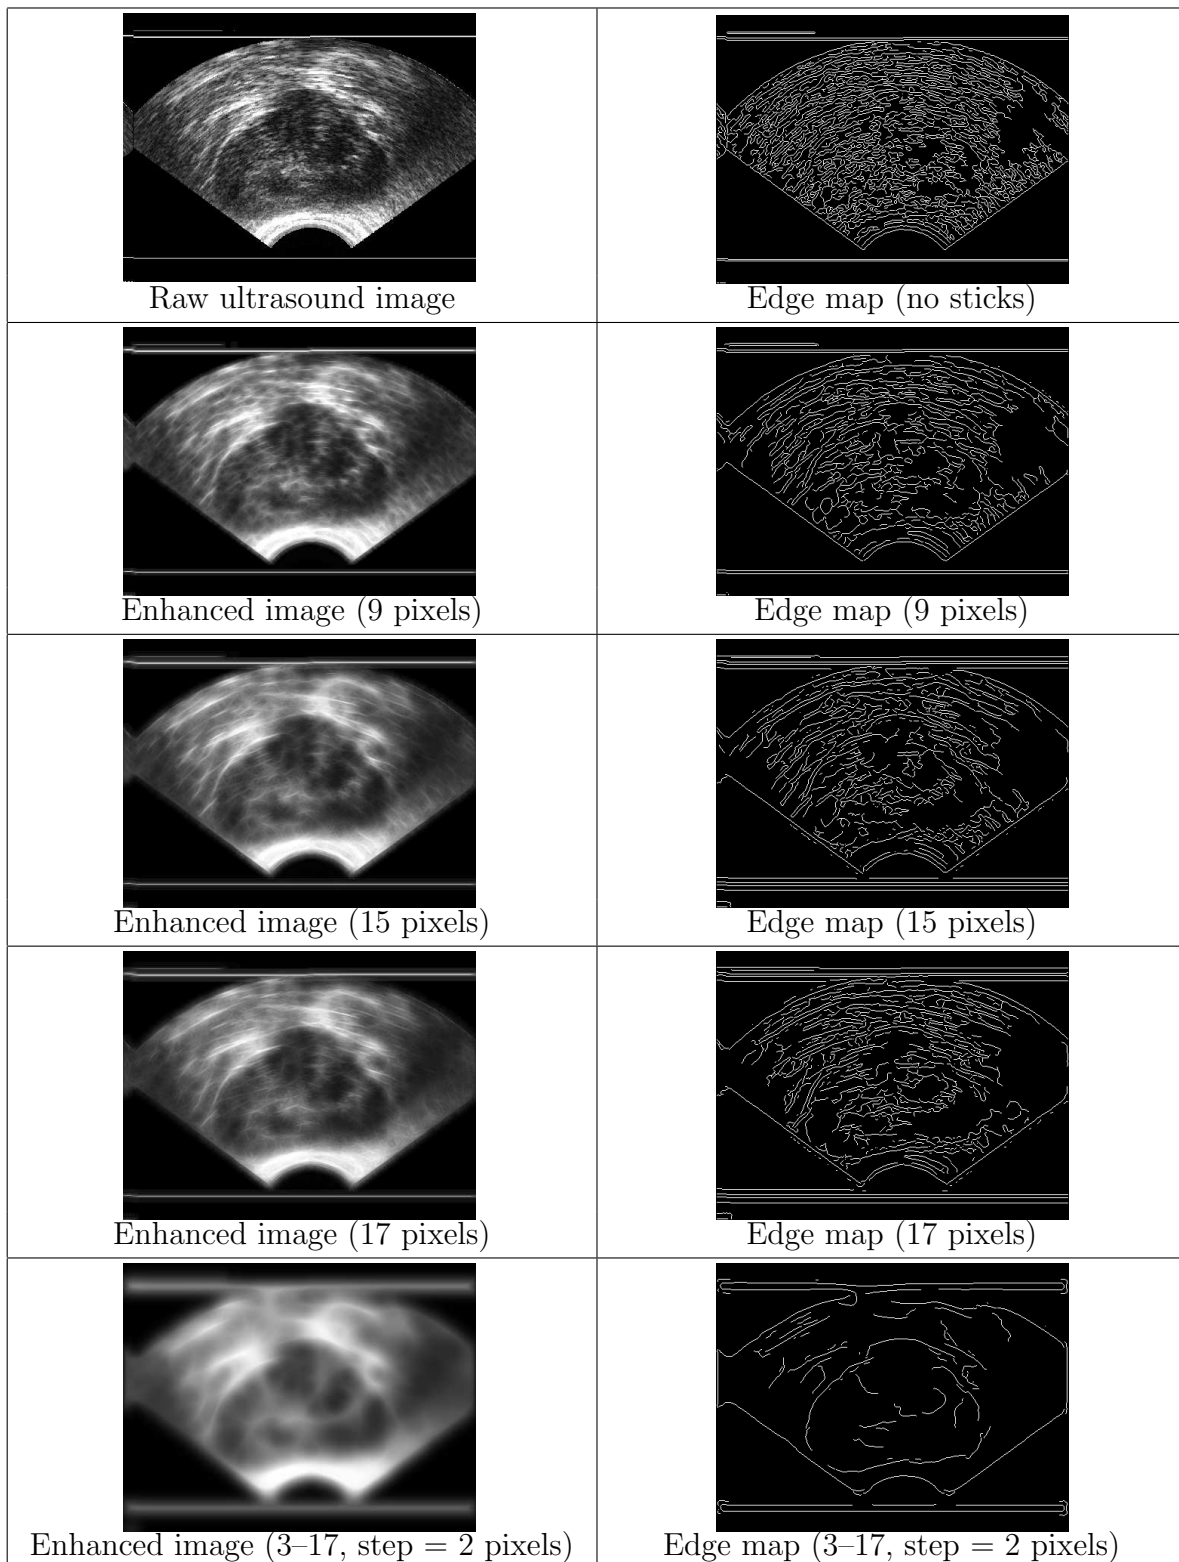 Raw ultrasound image
Edge map (no sticks)
Enhanced image (9 pixels)
Edge map (9 pixels)
Enhanced image (15 pixels)
Edge map (15 pixels)
Enhanced image (17 pixels)
Edge map (17 pixels)
Enhanced image (3–17, step = 2 pixels)
Edge map (3–17, step = 2 pixels)